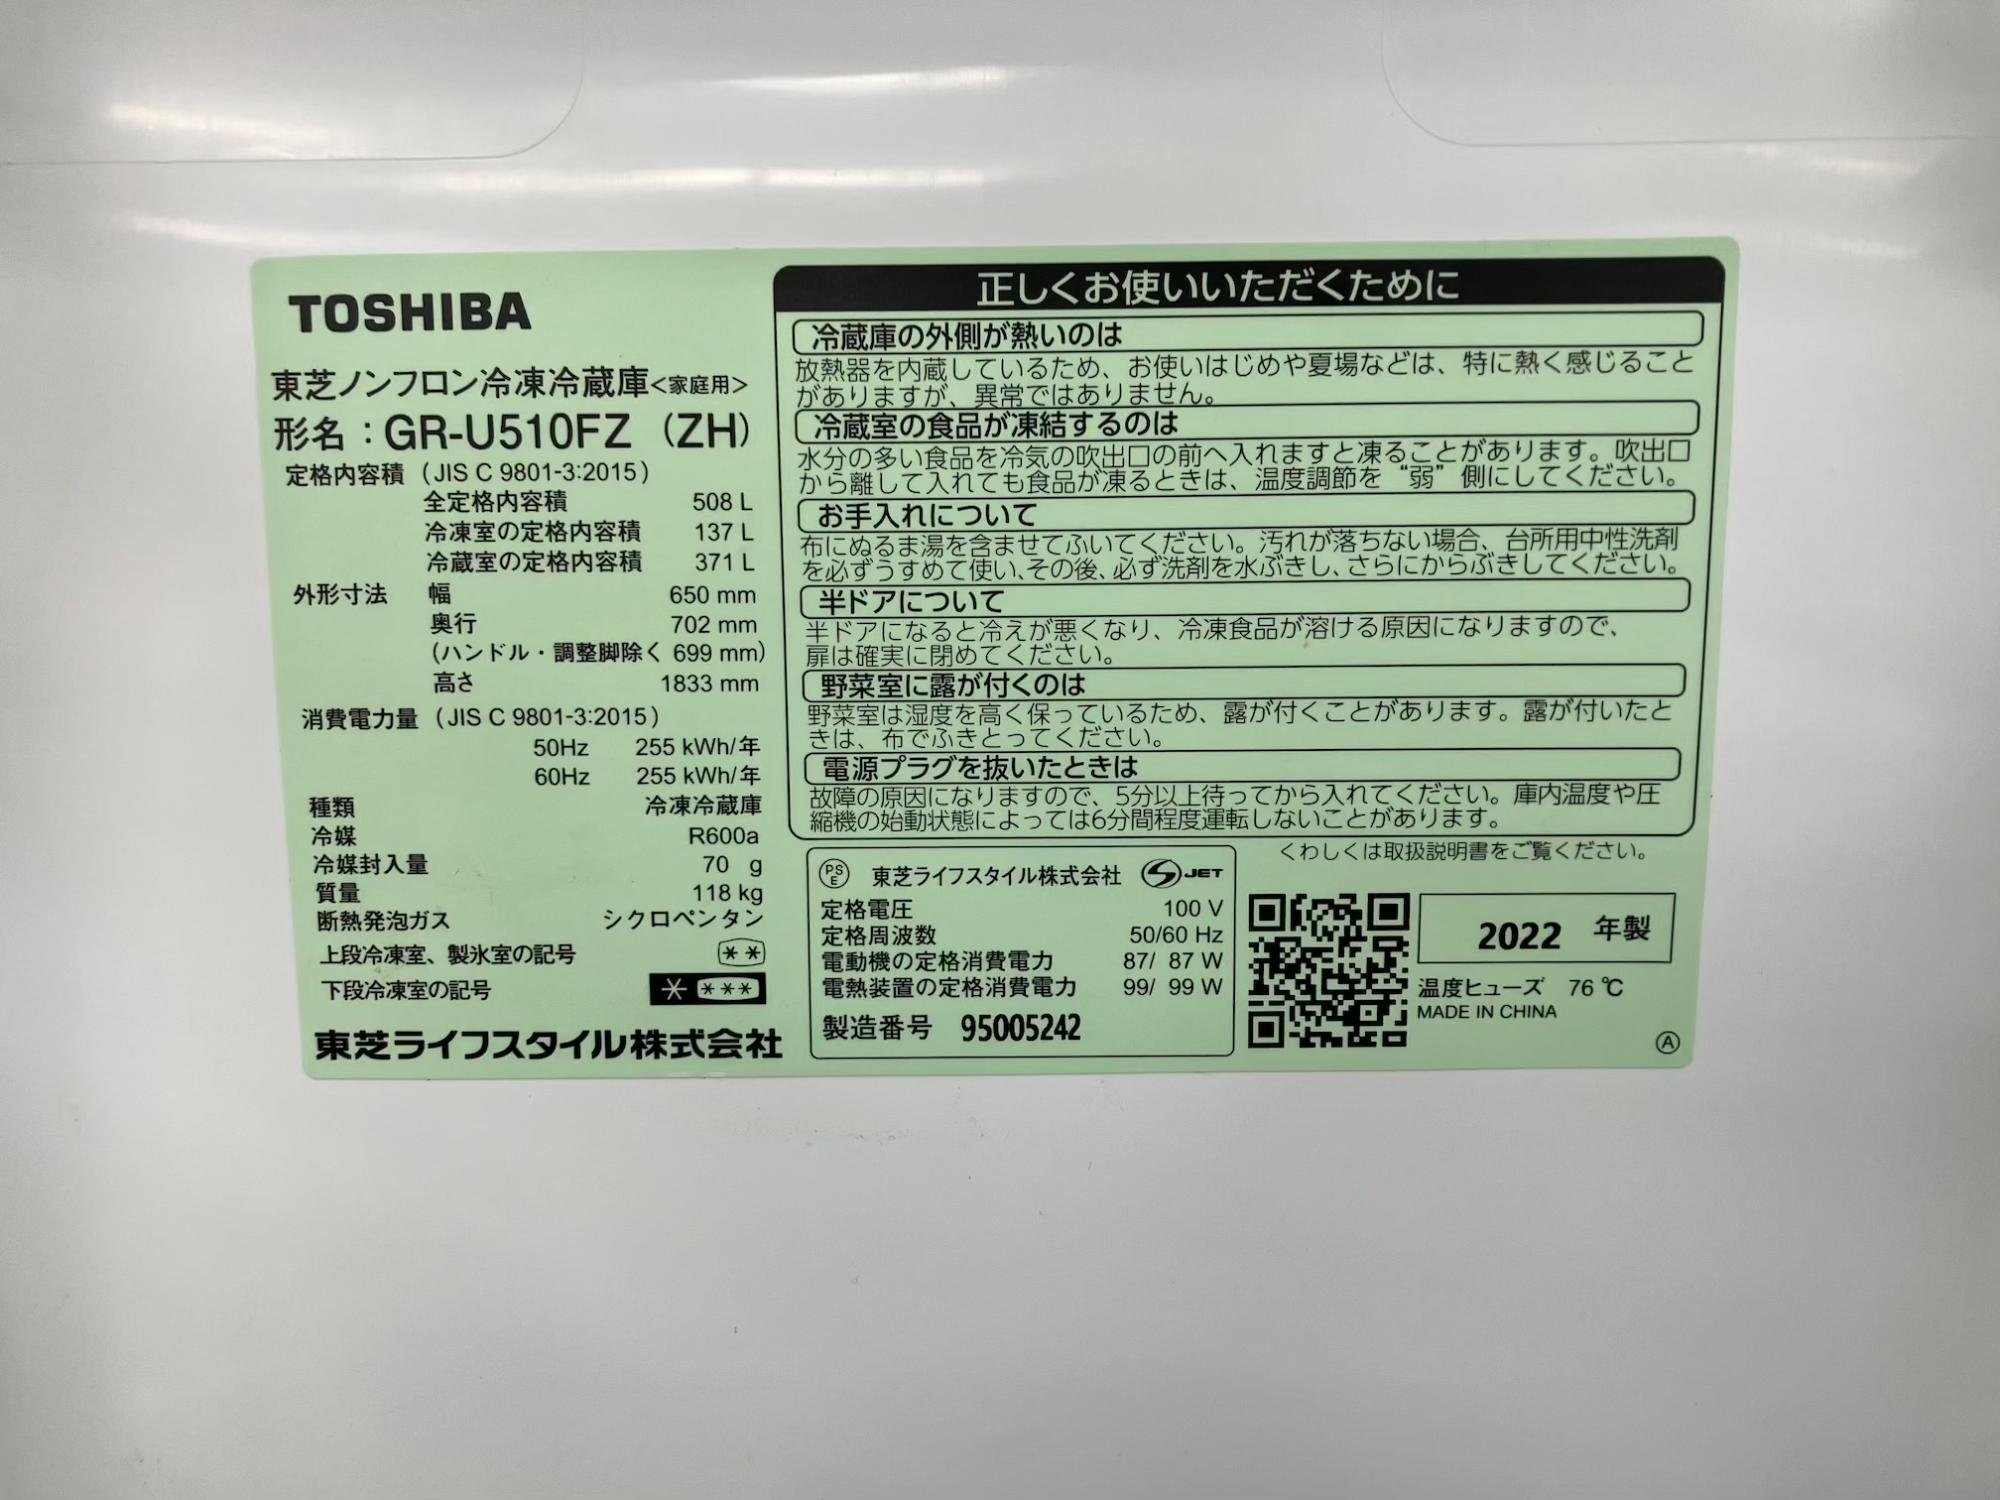 TOSHIBA
東芝ノンフロン冷凍冷蔵庫<家庭用>
形名：GR-U510FZ (ZH)
定格内容積 (JIS C 9801-3:2015)
全定格内容積 508 L
冷凍室の定格内容積 137 L
冷蔵室の定格内容積 371 L
外形寸法 幅 650 mm
奥行 702 mm
(ハンドル・調整脚除く 699 mm)
高さ 1833 mm
消費電力量 (JIS C 9801-3:2015)
50Hz 255 kWh/年
60Hz 255 kWh/年
種類 冷凍冷蔵庫
冷媒 R600a
冷媒封入量 70 g
質量 118 kg
断熱発泡ガス シクロペンタン
上段冷凍室、製氷室の記号 **
下段冷凍室の記号 * ***
東芝ライフスタイル株式会社
正しくお使いいただくために
冷蔵庫の外側が熱いのは
放熱器を内蔵しているため、お使いはじめや夏場などは、特に熱く感じること
がありますが、異常ではありません。
冷蔵室の食品が凍結するのは
水分の多い食品を冷気の吹出口の前へ入れますと凍ることがあります。吹出口
から離して入れても食品が凍るときは、温度調節を“弱”側にしてください。
お手入れについて
布にぬるま湯を含ませてふいてください。汚れが落ちない場合、台所用中性洗剤
を必ずうすめて使い、その後、必ず洗剤を水ぶきし、さらにからぶきしてください。
半ドアについて
半ドアになると冷えが悪くなり、冷凍食品が溶ける原因になりますので、
扉は確実に閉めてください。
野菜室に露が付くのは
野菜室は湿度を高く保っているため、露が付くことがあります。露が付いたと
きは、布でふきとってください。
電源プラグを抜いたときは
故障の原因になりますので、5分以上待ってから入れてください。庫内温度や圧
縮機の始動状態によっては6分間程度運転しないことがあります。
くわしくは取扱説明書をご覧ください。
PSE 東芝ライフスタイル株式会社 S JET
定格電圧 100 V
定格周波数 50/60 Hz
電動機の定格消費電力 87/ 87 W
電熱装置の定格消費電力 99/ 99 W
製造番号 95005242
2022 年製
温度ヒューズ 76 ℃
MADE IN CHINA
Ⓐ